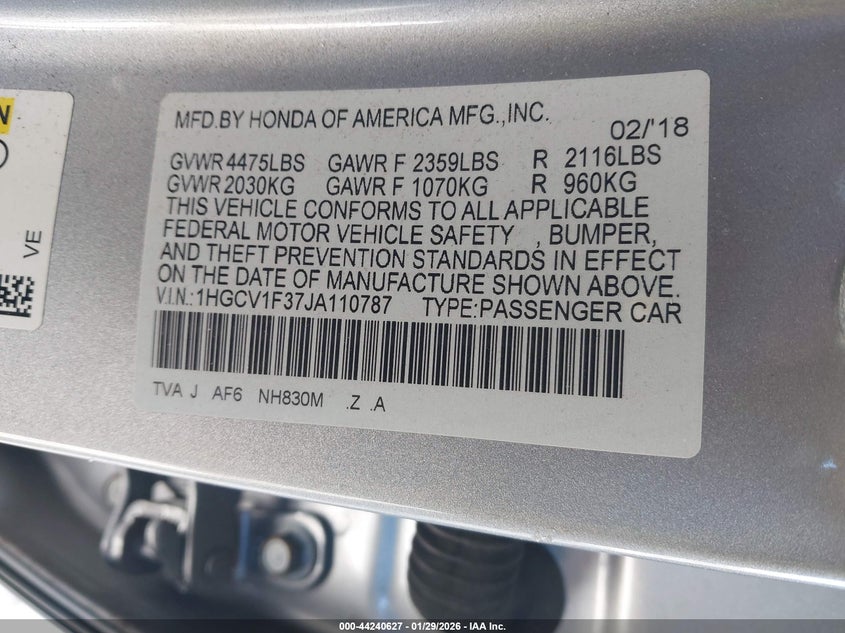 N
VE
MFD.BY HONDA OF AMERICA MFG.,INC.
02/'18
GVWR 4475LBS GAWR F 2359LBS R 2116LBS
GVWR 2030KG GAWR F 1070KG R 960KG
THIS VEHICLE CONFORMS TO ALL APPLICABLE
FEDERAL MOTOR VEHICLE SAFETY , BUMPER,
AND THEFT PREVENTION STANDARDS IN EFFECT
ON THE DATE OF MANUFACTURE SHOWN ABOVE.
V.I.N.:1HGCV1F37JA110787 TYPE:PASSENGER CAR
TVA J AF6 NH830M .Z .A
000-44240627 - 01/29/2026 - IAA Inc.